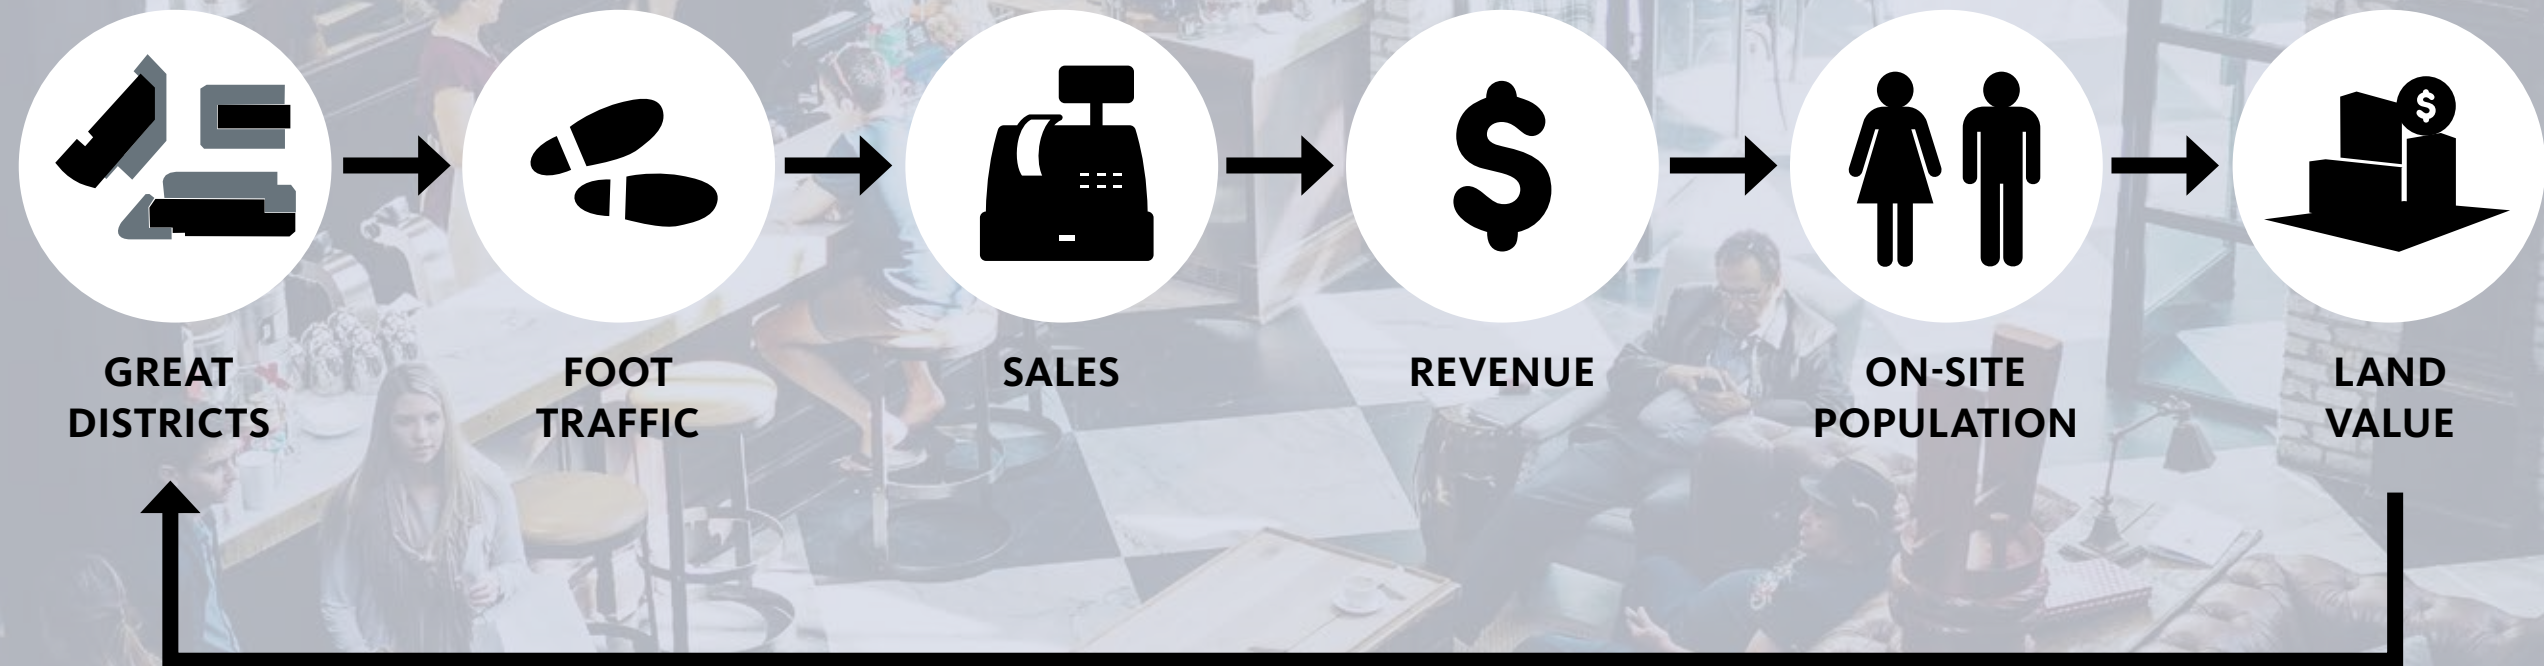 $
$
GREAT
DISTRICTS
FOOT
TRAFFIC
SALES
REVENUE
ON-SITE
POPULATION
LAND
VALUE